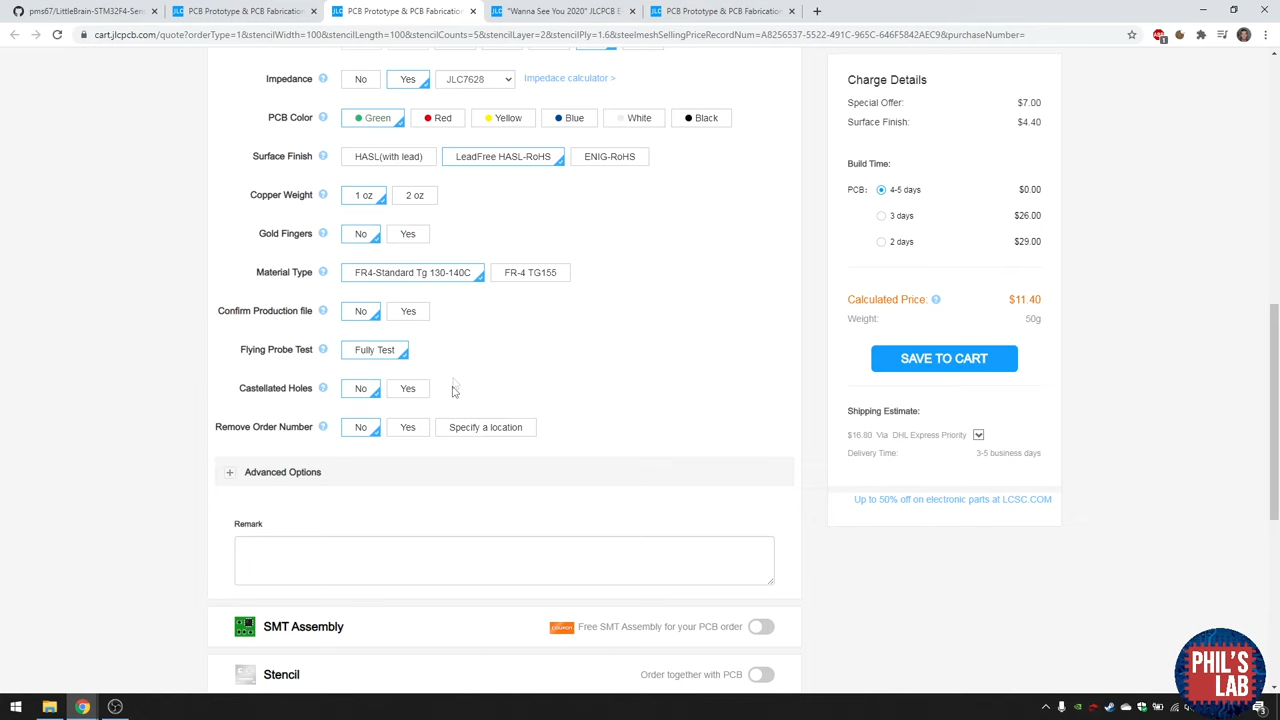 pms67/LittleBrain-STM32F4-Sen
PCB Prototype & PCB Fabrication
PCB Prototype & PCB Fabrication
"Wanna See You 2020" JLCPCB E
PCB Prototype & PCB Fabrication
cart.jlcpcb.com/quote?orderType=1&stencilWidth=100&stencilLength=100&stencilCounts=5&stencilLayer=2&stencilPly=1.6&steelmeshSellingPriceRecordNum=A8256537-5522-491C-965C-646F5842AEC9&purchaseNumber=
Impedance No Yes JLC7628 Impedace calculator >
PCB Color Green Red Yellow Blue White Black
Surface Finish HASL(with lead) LeadFree HASL-RoHS ENIG-RoHS
Copper Weight 1 oz 2 oz
Gold Fingers No Yes
Material Type FR4-Standard Tg 130-140C FR-4 TG155
Confirm Production file No Yes
Flying Probe Test Fully Test
Castellated Holes No Yes
Remove Order Number No Yes Specify a location
Advanced Options
Remark
SMT Assembly Free SMT Assembly for your PCB order
Stencil Order together with PCB
Charge Details
Special Offer: $7.00
Surface Finish: $4.40
Build Time:
PCB: 4-5 days $0.00
3 days $26.00
2 days $29.00
Calculated Price: $11.40
Weight: 50g
SAVE TO CART
Shipping Estimate:
$16.80 Via DHL Express Priority
Delivery Time: 3-5 business days
Up to 50% off on electronic parts at LCSC.COM
PHIL'S
LAB